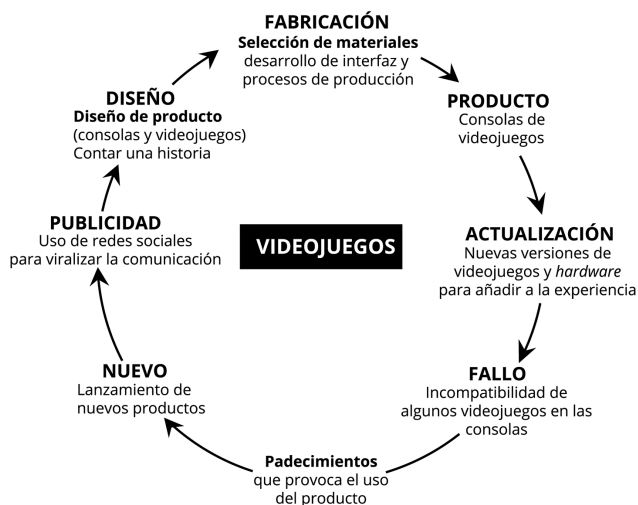 FABRICACIÓN
Selección de materiales
desarrollo de interfaz y
procesos de producción
PRODUCTO
Consolas de
videojuegos
ACTUALIZACIÓN
Nuevas versiones de
videojuegos y hardware
para añadir a la experiencia
FALLO
Incompatibilidad de
algunos videojuegos en las
consolas
Padecimientos
que provoca el uso
del producto
NUEVO
Lanzamiento de
nuevos productos
PUBLICIDAD
Uso de redes sociales
para viralizar la comunicación
DISEÑO
Diseño de producto
(consolas y videojuegos)
Contar una historia
VIDEOJUEGOS